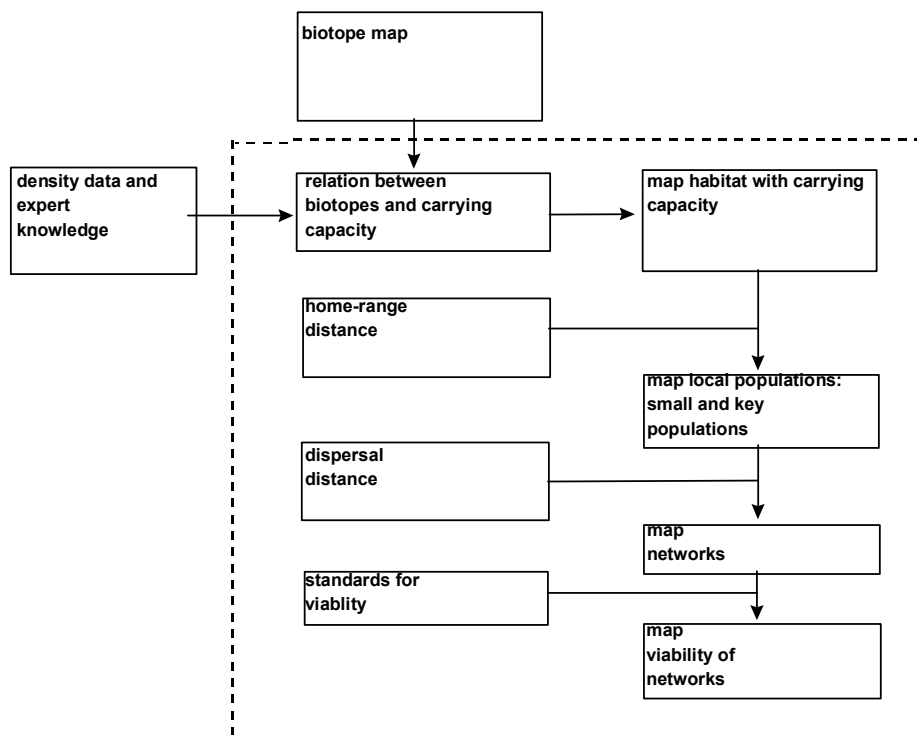 biotope map
density data and
expert
knowledge
relation between
biotopes and carrying
capacity
map habitat with carrying
capacity
home-range
distance
map local populations:
small and key
populations
dispersal
distance
map
networks
standards for
viablity
map
viability of
networks